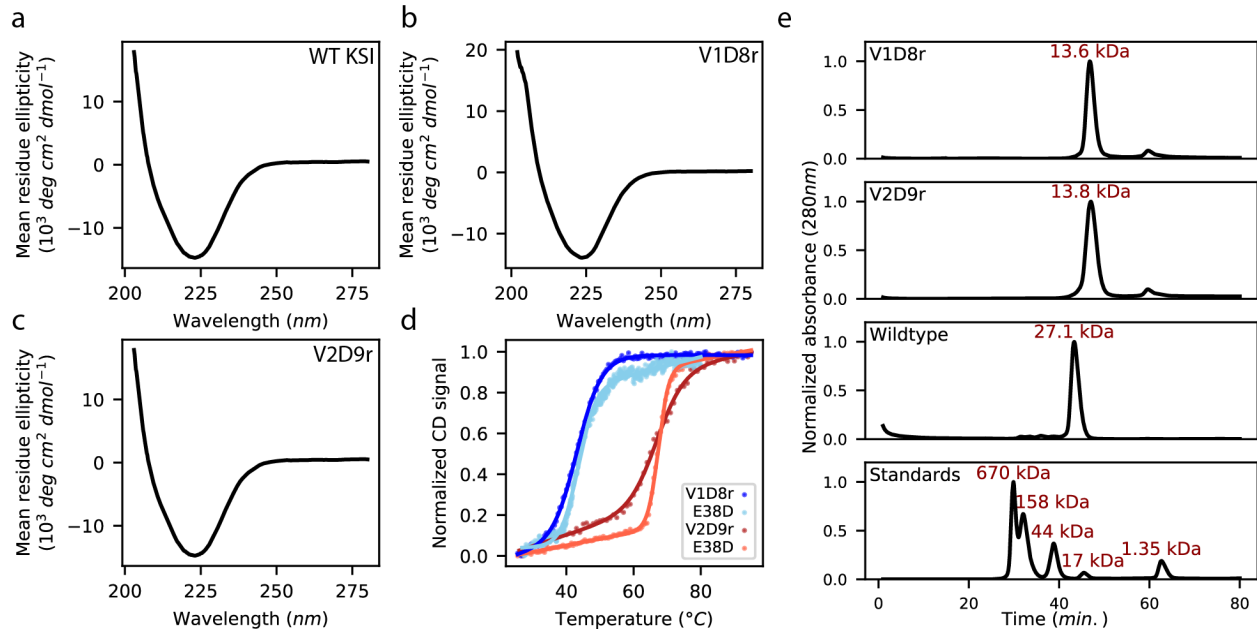 a
WT KSI
Mean residue ellipticity
(10³ deg cm² dmol⁻¹)
10
0
−10
200
225
250
275
Wavelength (nm)
b
V1D8r
Mean residue ellipticity
(10³ deg cm² dmol⁻¹)
20
10
0
−10
200
225
250
275
Wavelength (nm)
c
V2D9r
Mean residue ellipticity
(10³ deg cm² dmol⁻¹)
10
0
−10
200
225
250
275
Wavelength (nm)
d
Normalized CD signal
1.0
0.8
0.6
0.4
0.2
0.0
V1D8r
E38D
V2D9r
E38D
40
60
80
Temperature (°C)
e
Normalized absorbance (280nm)
V1D8r
13.6 kDa
1.0
0.5
0.0
V2D9r
13.8 kDa
1.0
0.5
0.0
Wildtype
27.1 kDa
1.0
0.5
0.0
Standards
670 kDa
158 kDa
44 kDa
17 kDa
1.35 kDa
1.0
0.5
0.0
0
20
40
60
80
Time (min.)